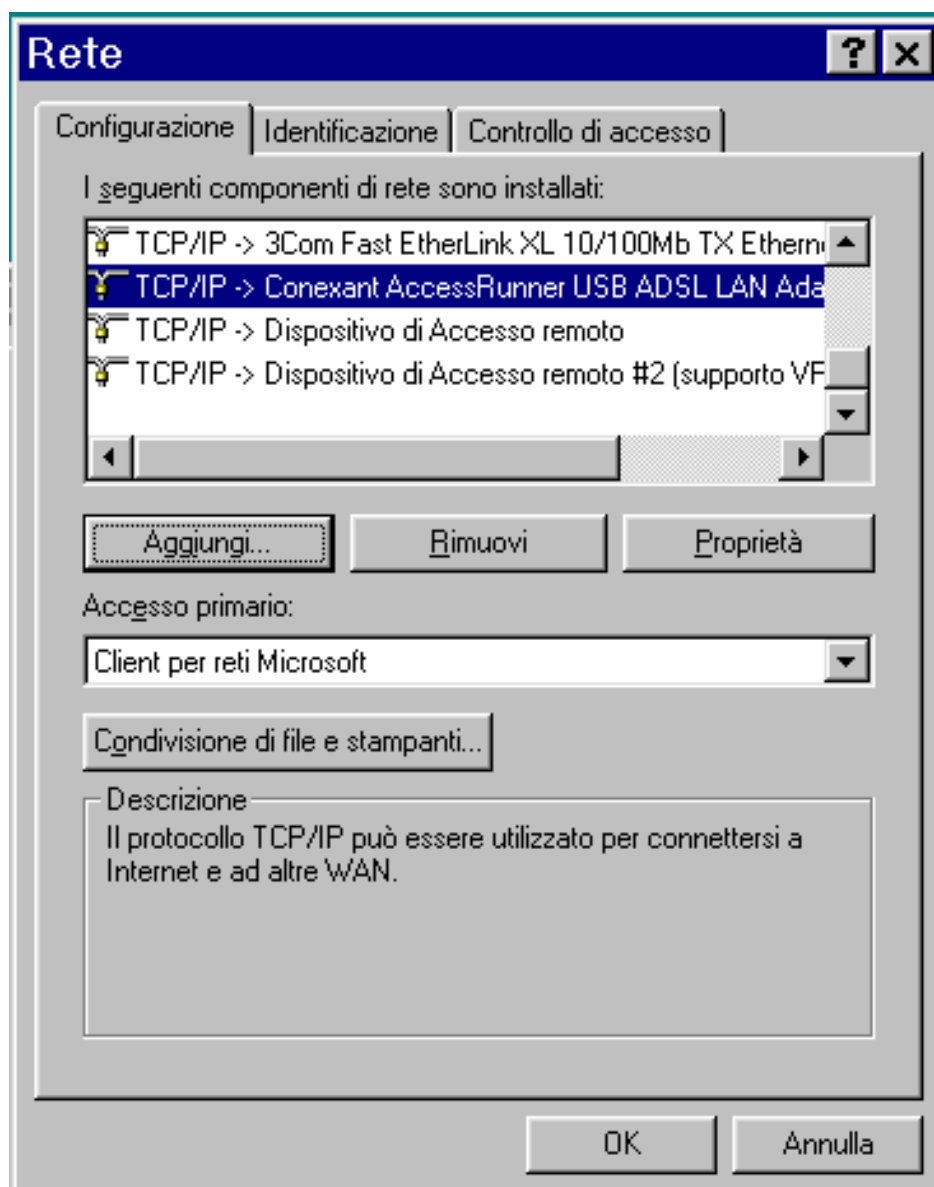 Rete
Configurazione Identificazione Controllo di accesso
I seguenti componenti di rete sono installati:
TCP/IP -> 3Com Fast EtherLink XL 10/100Mb TX Ethern
TCP/IP -> Conexant AccessRunner USB ADSL LAN Ada
TCP/IP -> Dispositivo di Accesso remoto
TCP/IP -> Dispositivo di Accesso remoto #2 (supporto VF
Aggiungi... Rimuovi Proprietà
Accesso primario:
Client per reti Microsoft
Condivisione di file e stampanti...
Descrizione
Il protocollo TCP/IP può essere utilizzato per connettersi a
Internet e ad altre WAN.
OK Annulla